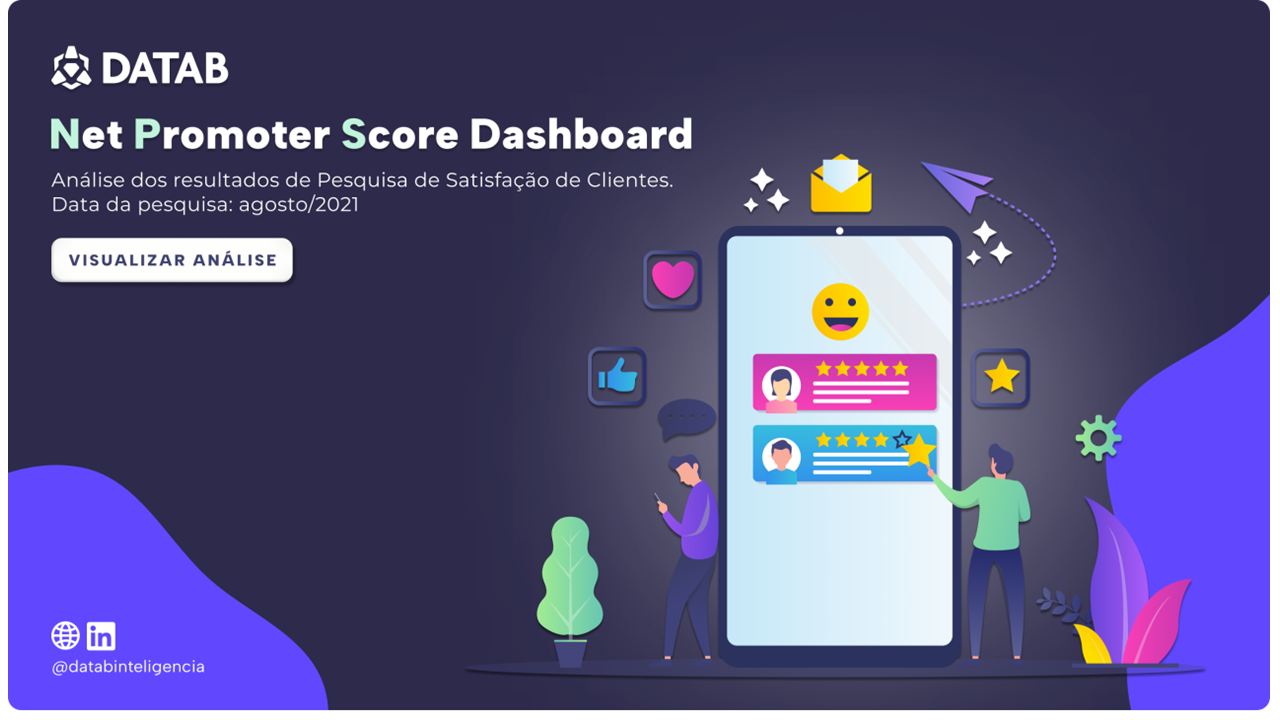 DATAB
Net Promoter Score Dashboard
Análise dos resultados de Pesquisa de Satisfação de Clientes.
Data da pesquisa: agosto/2021
VISUALIZAR ANÁLISE
in
@databinteligencia